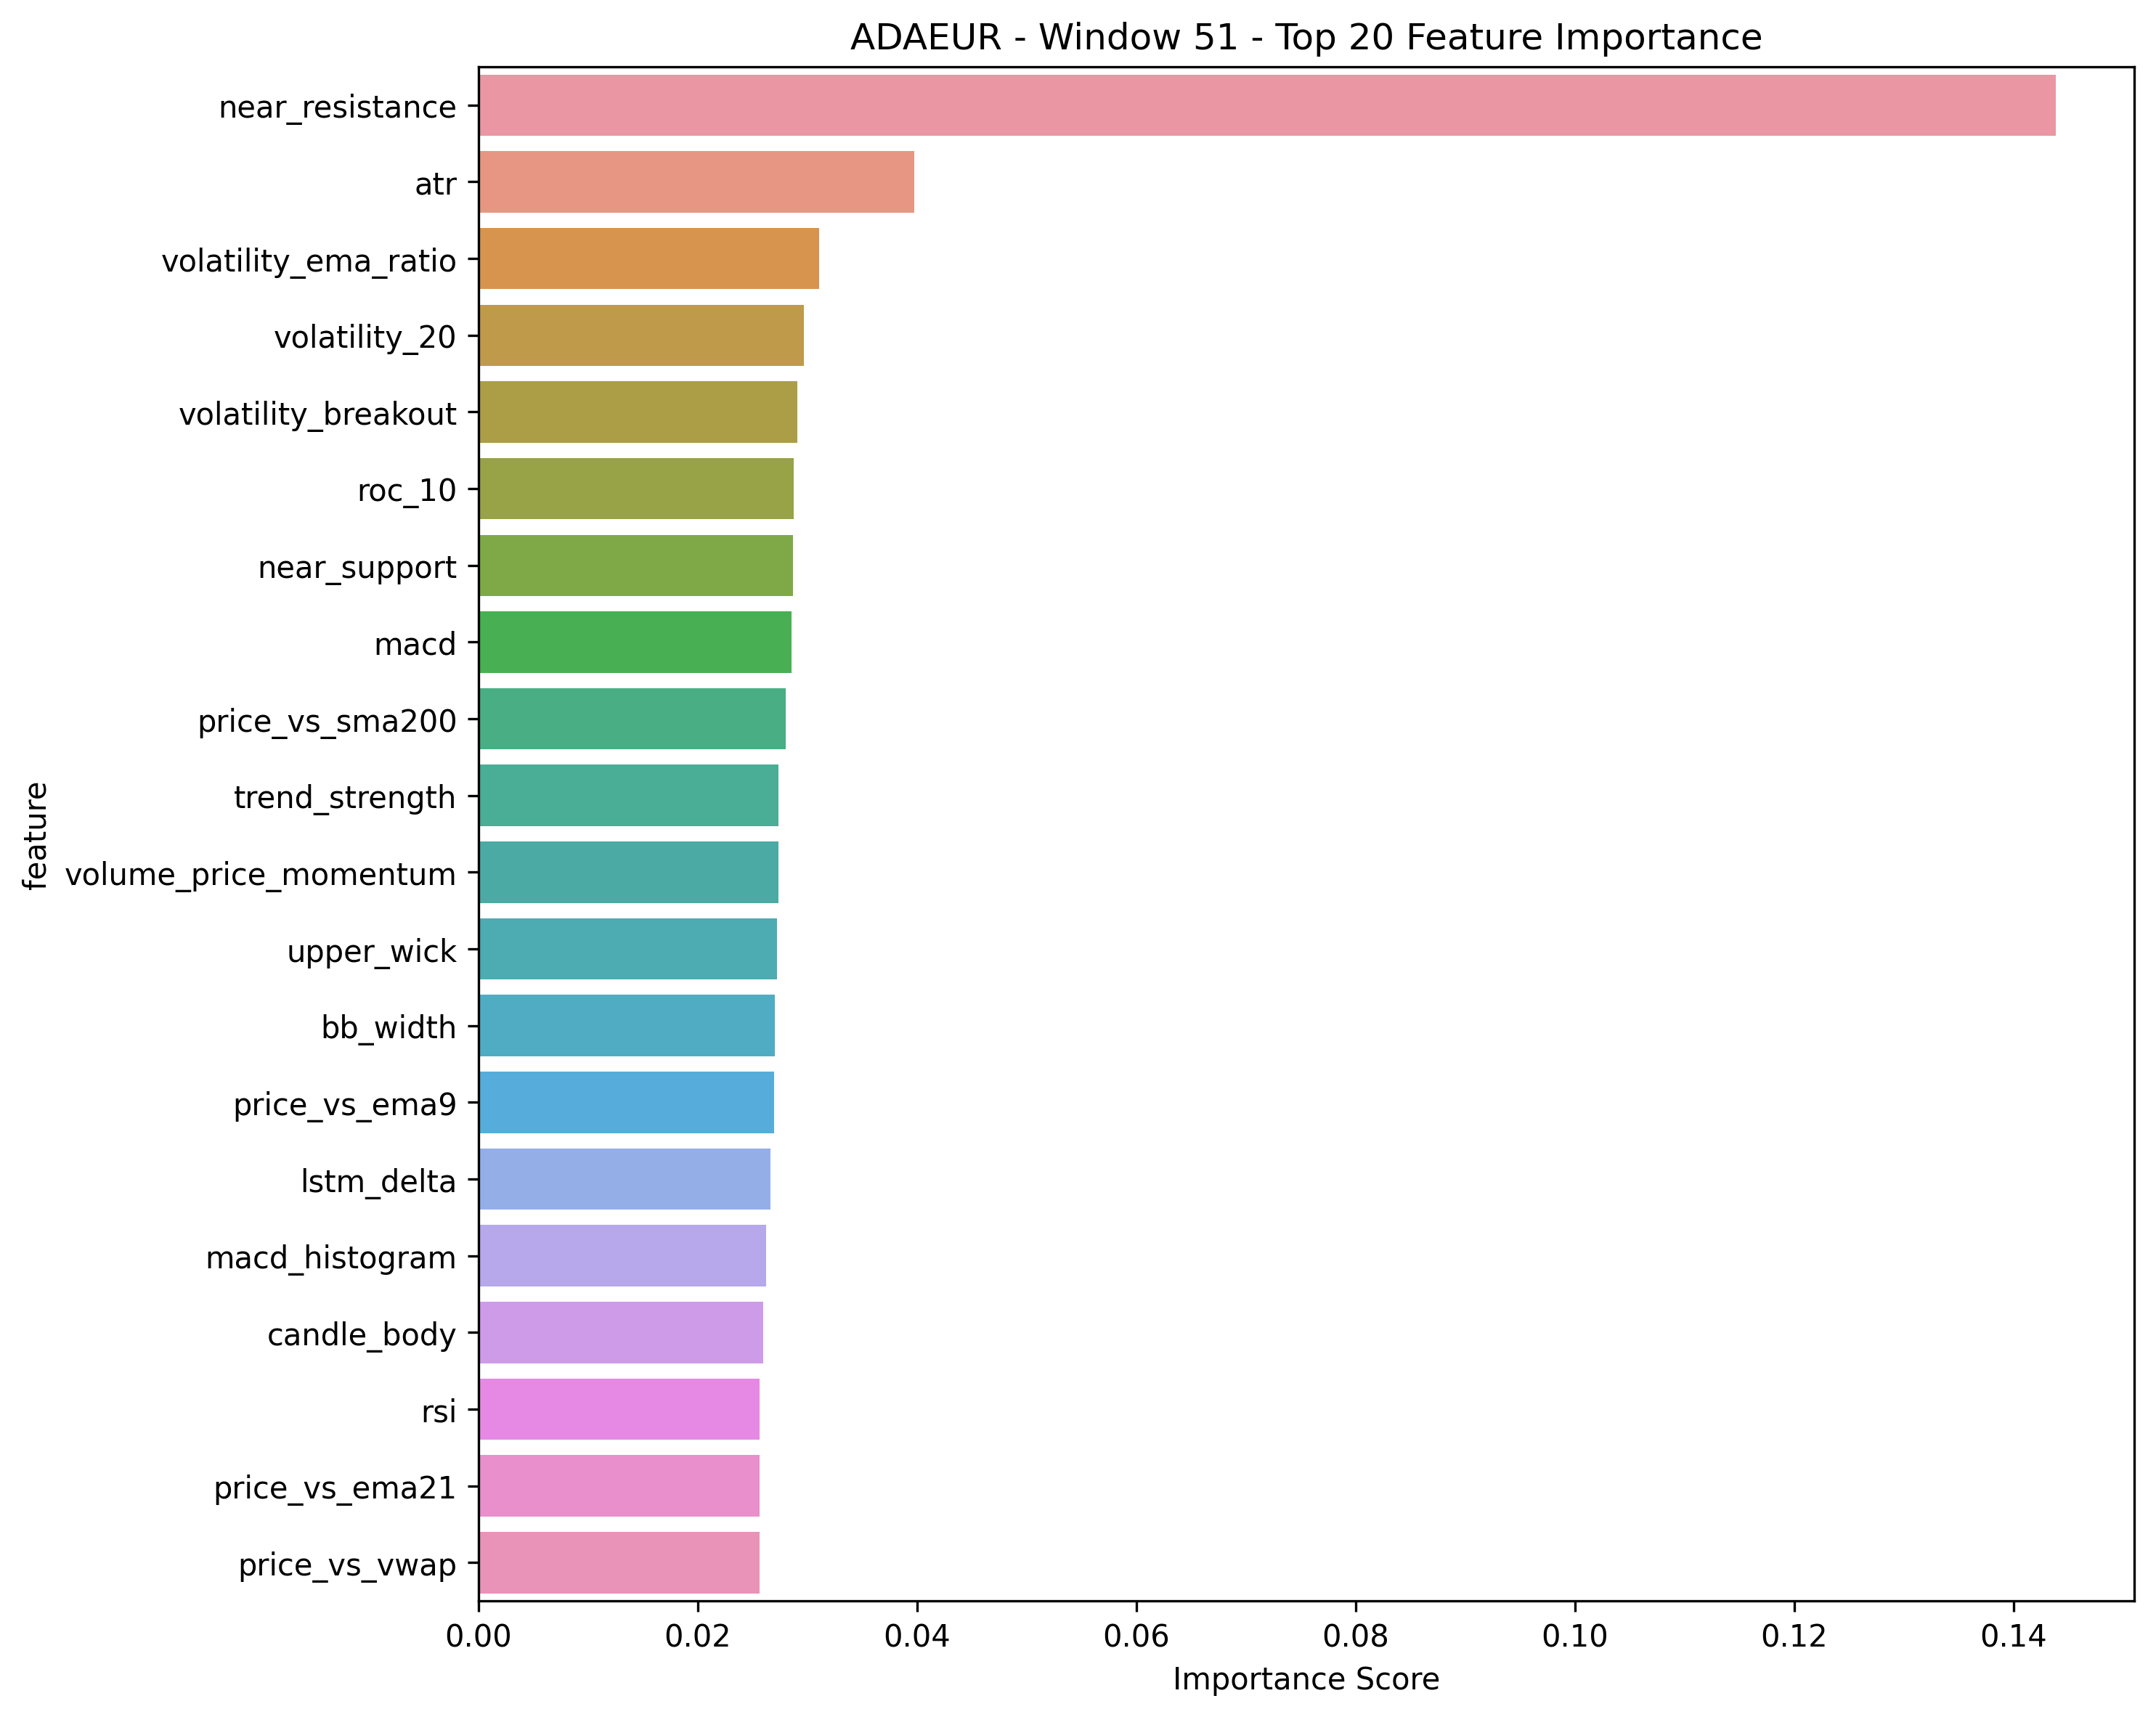 ADAEUR - Window 51 - Top 20 Feature Importance
near_resistance
atr
volatility_ema_ratio
volatility_20
volatility_breakout
roc_10
near_support
macd
price_vs_sma200
trend_strength
volume_price_momentum
upper_wick
bb_width
price_vs_ema9
lstm_delta
macd_histogram
candle_body
rsi
price_vs_ema21
price_vs_vwap
feature
0.00 0.02 0.04 0.06 0.08 0.10 0.12 0.14
Importance Score